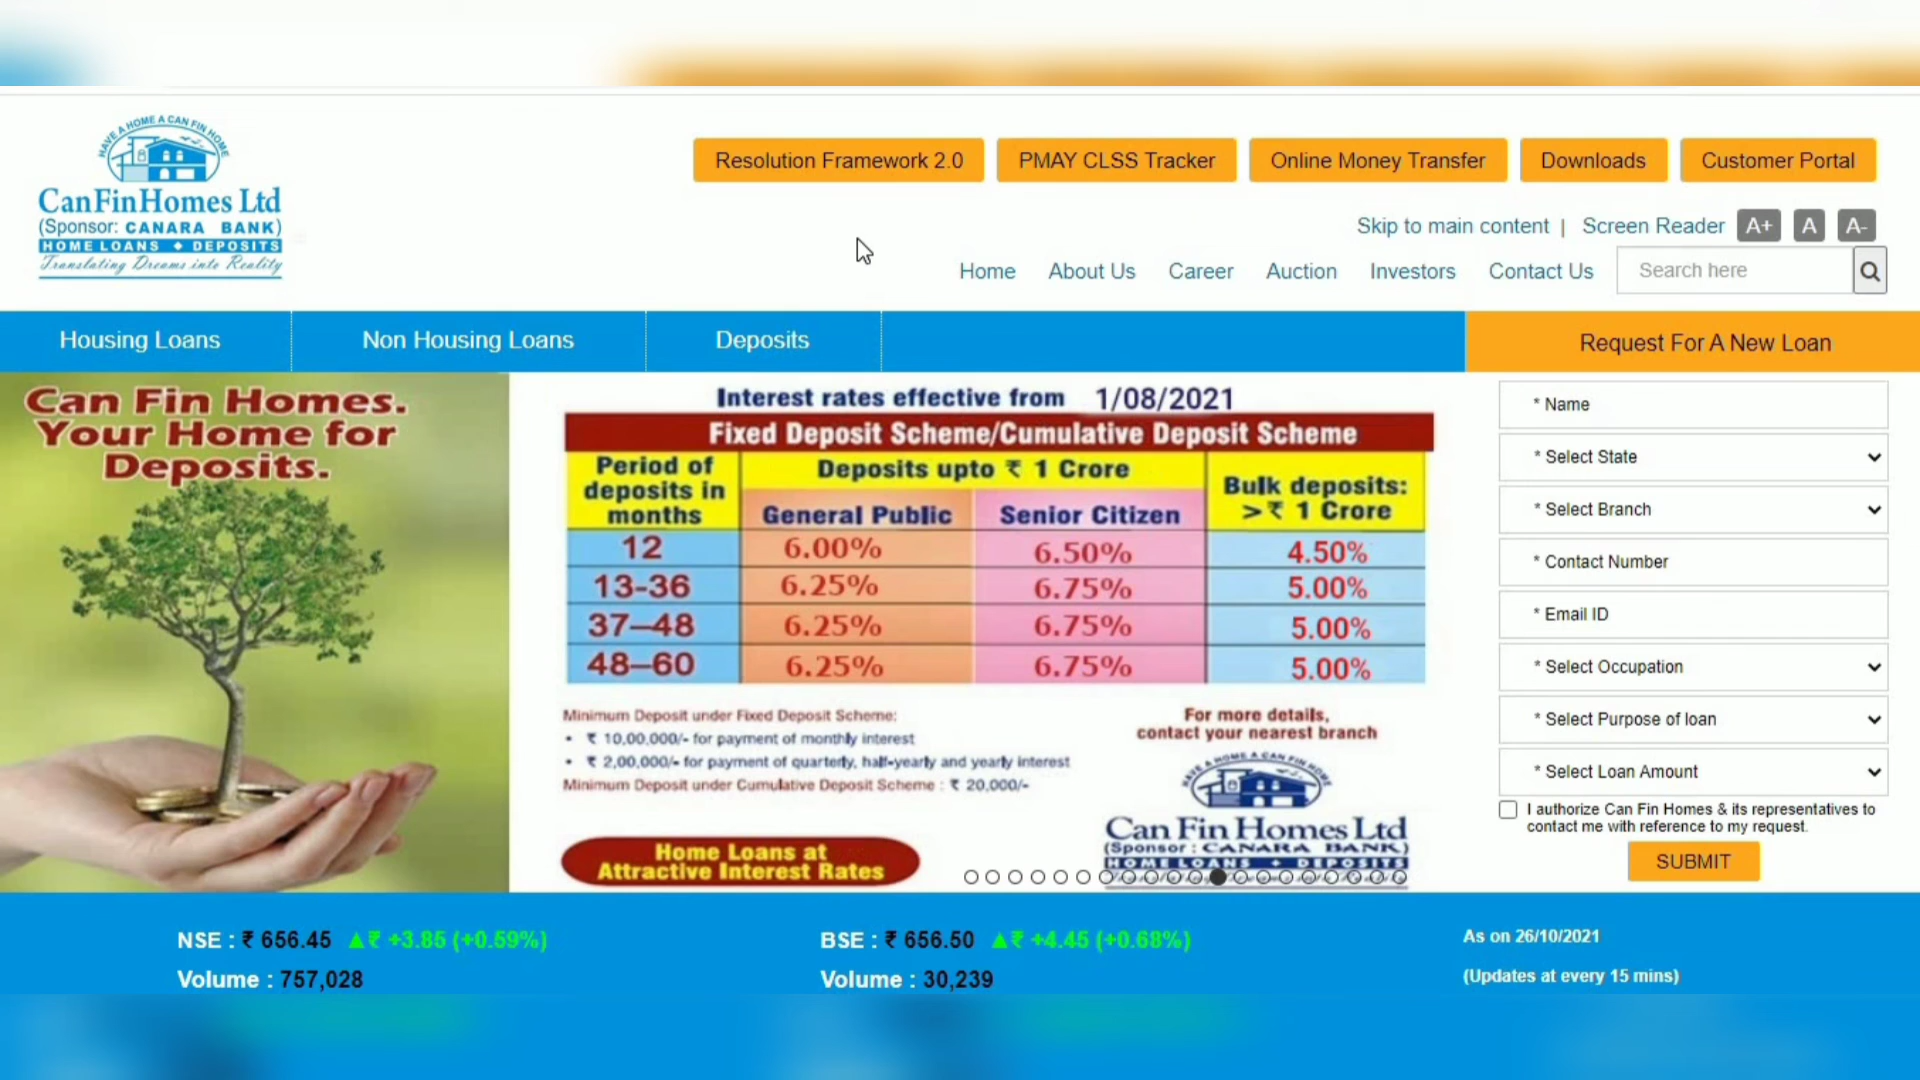 HAVE A HOME A CAN FIN HOME
Can Fin Homes Ltd
(Sponsor: CANARA BANK)
HOME LOANS ♦ DEPOSITS
Translating Dreams into Reality
Resolution Framework 2.0
PMAY CLSS Tracker
Online Money Transfer
Downloads
Customer Portal
Skip to main content | Screen Reader A+ A A-
Home About Us Career Auction Investors Contact Us Search here
Housing Loans Non Housing Loans Deposits Request For A New Loan
Can Fin Homes.
Your Home for
Deposits.
Interest rates effective from 1/08/2021
Fixed Deposit Scheme/Cumulative Deposit Scheme
Period of deposits in months
Deposits upto ₹ 1 Crore
Bulk deposits: >₹ 1 Crore
General Public Senior Citizen
12 6.00% 6.50% 4.50%
13-36 6.25% 6.75% 5.00%
37–48 6.25% 6.75% 5.00%
48–60 6.25% 6.75% 5.00%
Minimum Deposit under Fixed Deposit Scheme:
• ₹ 10,00,000/- for payment of monthly interest
• ₹ 2,00,000/- for payment of quarterly, half-yearly and yearly interest
Minimum Deposit under Cumulative Deposit Scheme : ₹ 20,000/-
For more details,
contact your nearest branch
HAVE A HOME A CAN FIN HOME
Can Fin Homes Ltd
(Sponsor : CANARA BANK)
HOME LOANS ♦ DEPOSITS
Home Loans at
Attractive Interest Rates
* Name
* Select State
* Select Branch
* Contact Number
* Email ID
* Select Occupation
* Select Purpose of loan
* Select Loan Amount
I authorize Can Fin Homes & its representatives to
contact me with reference to my request.
SUBMIT
NSE : ₹ 656.45 ▲₹ +3.85 (+0.59%)
Volume : 757,028
BSE : ₹ 656.50 ▲₹ +4.45 (+0.68%)
Volume : 30,239
As on 26/10/2021
(Updates at every 15 mins)